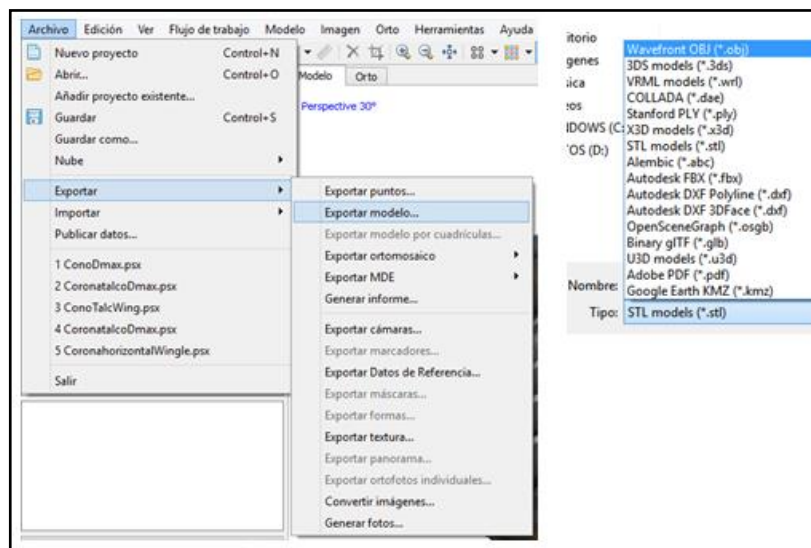 Archivo Edición Ver Flujo de trabajo Modelo Imagen Orto Herramientas Ayuda
Nuevo proyecto Control+N
Abrir... Control+O
Añadir proyecto existente...
Guardar Control+S
Guardar como...
Nube
Exportar
Importar
Publicar datos...
1 ConoDmax.psx
2 CoronatalcoDmax.psx
3 ConoTalcWing.psx
4 CoronatalcoDmax.psx
5 CoronahorizontalWingle.psx
Salir
Modelo Orto
Perspective 30°
Exportar puntos...
Exportar modelo...
Exportar modelo por cuadrículas...
Exportar ortomosaico
Exportar MDE
Generar informe...
Exportar cámaras...
Exportar marcadores...
Exportar Datos de Referencia...
Exportar máscaras...
Exportar formas...
Exportar textura...
Exportar panorama...
Exportar ortofotos individuales...
Convertir imágenes...
Generar fotos...
itorio
genes
sica
eos
IDOWS (C:
OS (D:)
Wavefront OBJ (*.obj)
3DS models (*.3ds)
VRML models (*.wrl)
COLLADA (*.dae)
Stanford PLY (*.ply)
X3D models (*.x3d)
STL models (*.stl)
Alembic (*.abc)
Autodesk FBX (*.fbx)
Autodesk DXF Polyline (*.dxf)
Autodesk DXF 3DFace (*.dxf)
OpenSceneGraph (*.osgb)
Binary glTF (*.glb)
U3D models (*.u3d)
Adobe PDF (*.pdf)
Google Earth KMZ (*.kmz)
Nombre:
Tipo: STL models (*.stl)